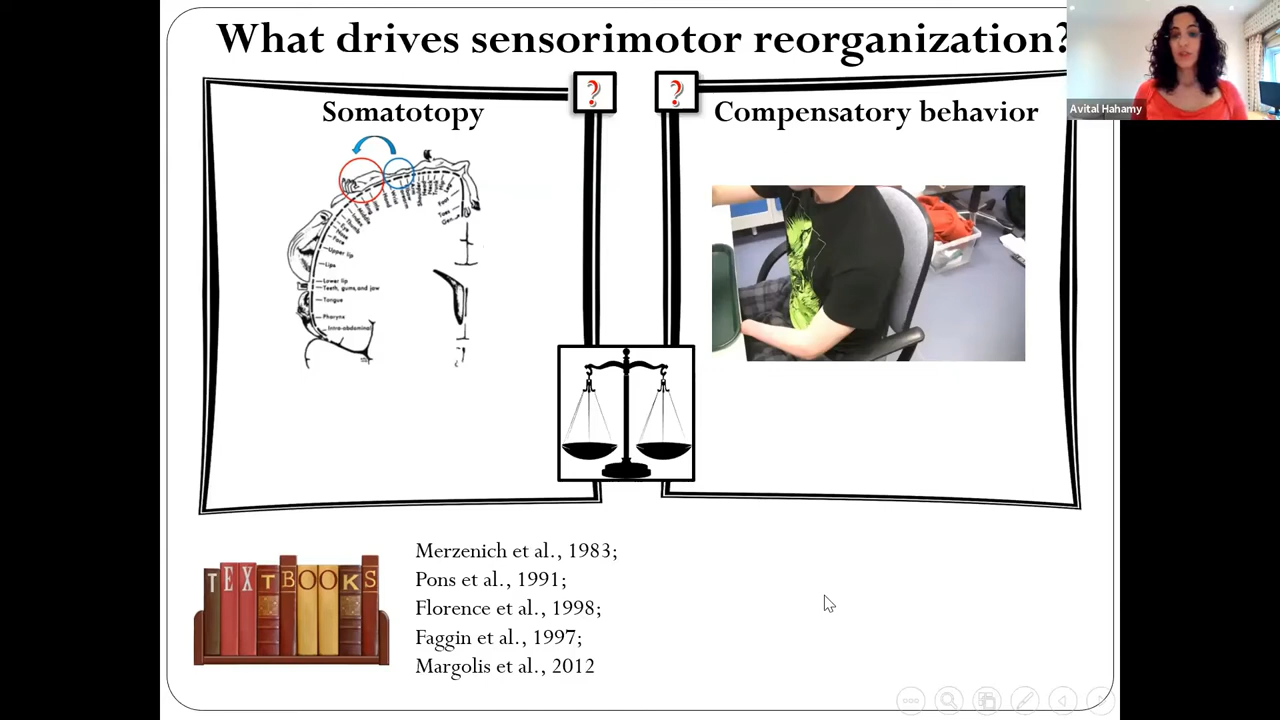 What drives sensorimotor reorganization?
Avital Hahamy
?
?
Somatotopy
Compensatory behavior
Upper lip
Lips
Lower lip
Teeth, gums, and jaw
Tongue
Pharynx
Intra-abdominal
TEXTBOOKS
Merzenich et al., 1983;
Pons et al., 1991;
Florence et al., 1998;
Faggin et al., 1997;
Margolis et al., 2012